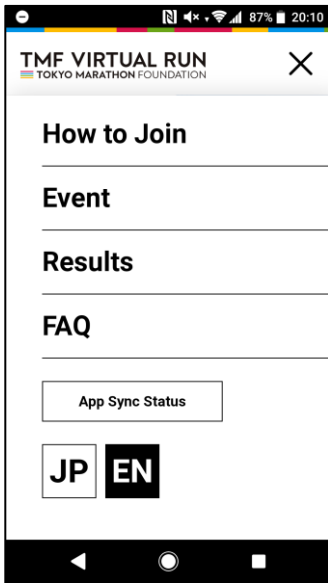 87% 20:10
TMF VIRTUAL RUN
TOKYO MARATHON FOUNDATION
How to Join
Event
Results
FAQ
App Sync Status
JP EN